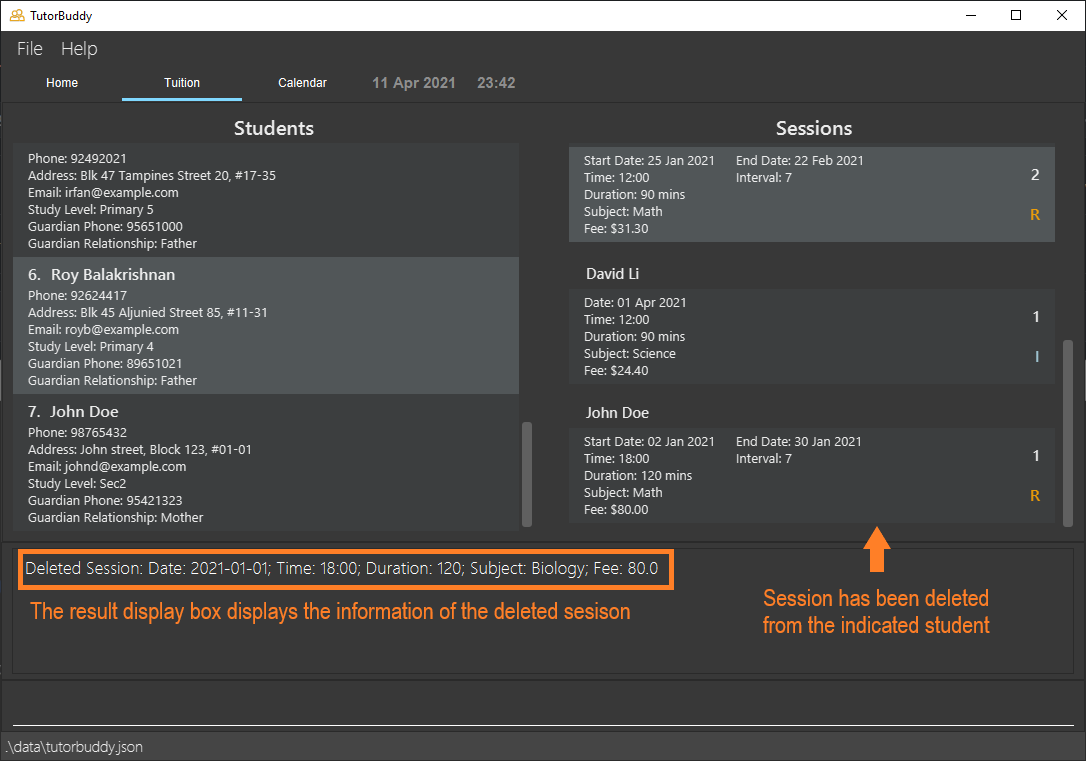 TutorBuddy
File Help
Home Tuition Calendar 11 Apr 2021 23:42
Students
Phone: 92492021
Address: Blk 47 Tampines Street 20, #17-35
Email: irfan@example.com
Study Level: Primary 5
Guardian Phone: 95651000
Guardian Relationship: Father
6. Roy Balakrishnan
Phone: 92624417
Address: Blk 45 Aljunied Street 85, #11-31
Email: royb@example.com
Study Level: Primary 4
Guardian Phone: 89651021
Guardian Relationship: Father
7. John Doe
Phone: 98765432
Address: John street, Block 123, #01-01
Email: johnd@example.com
Study Level: Sec2
Guardian Phone: 95421323
Guardian Relationship: Mother
Sessions
Start Date: 25 Jan 2021 End Date: 22 Feb 2021
Time: 12:00 Interval: 7
2
Duration: 90 mins
Subject: Math
R
Fee: $31.30
David Li
Date: 01 Apr 2021
Time: 12:00
1
Duration: 90 mins
Subject: Science
I
Fee: $24.40
John Doe
Start Date: 02 Jan 2021 End Date: 30 Jan 2021
Time: 18:00 Interval: 7
1
Duration: 120 mins
Subject: Math
R
Fee: $80.00
Deleted Session: Date: 2021-01-01; Time: 18:00; Duration: 120; Subject: Biology; Fee: 80.0
The result display box displays the information of the deleted sesison
Session has been deleted
from the indicated student
.\data\tutorbuddy.json